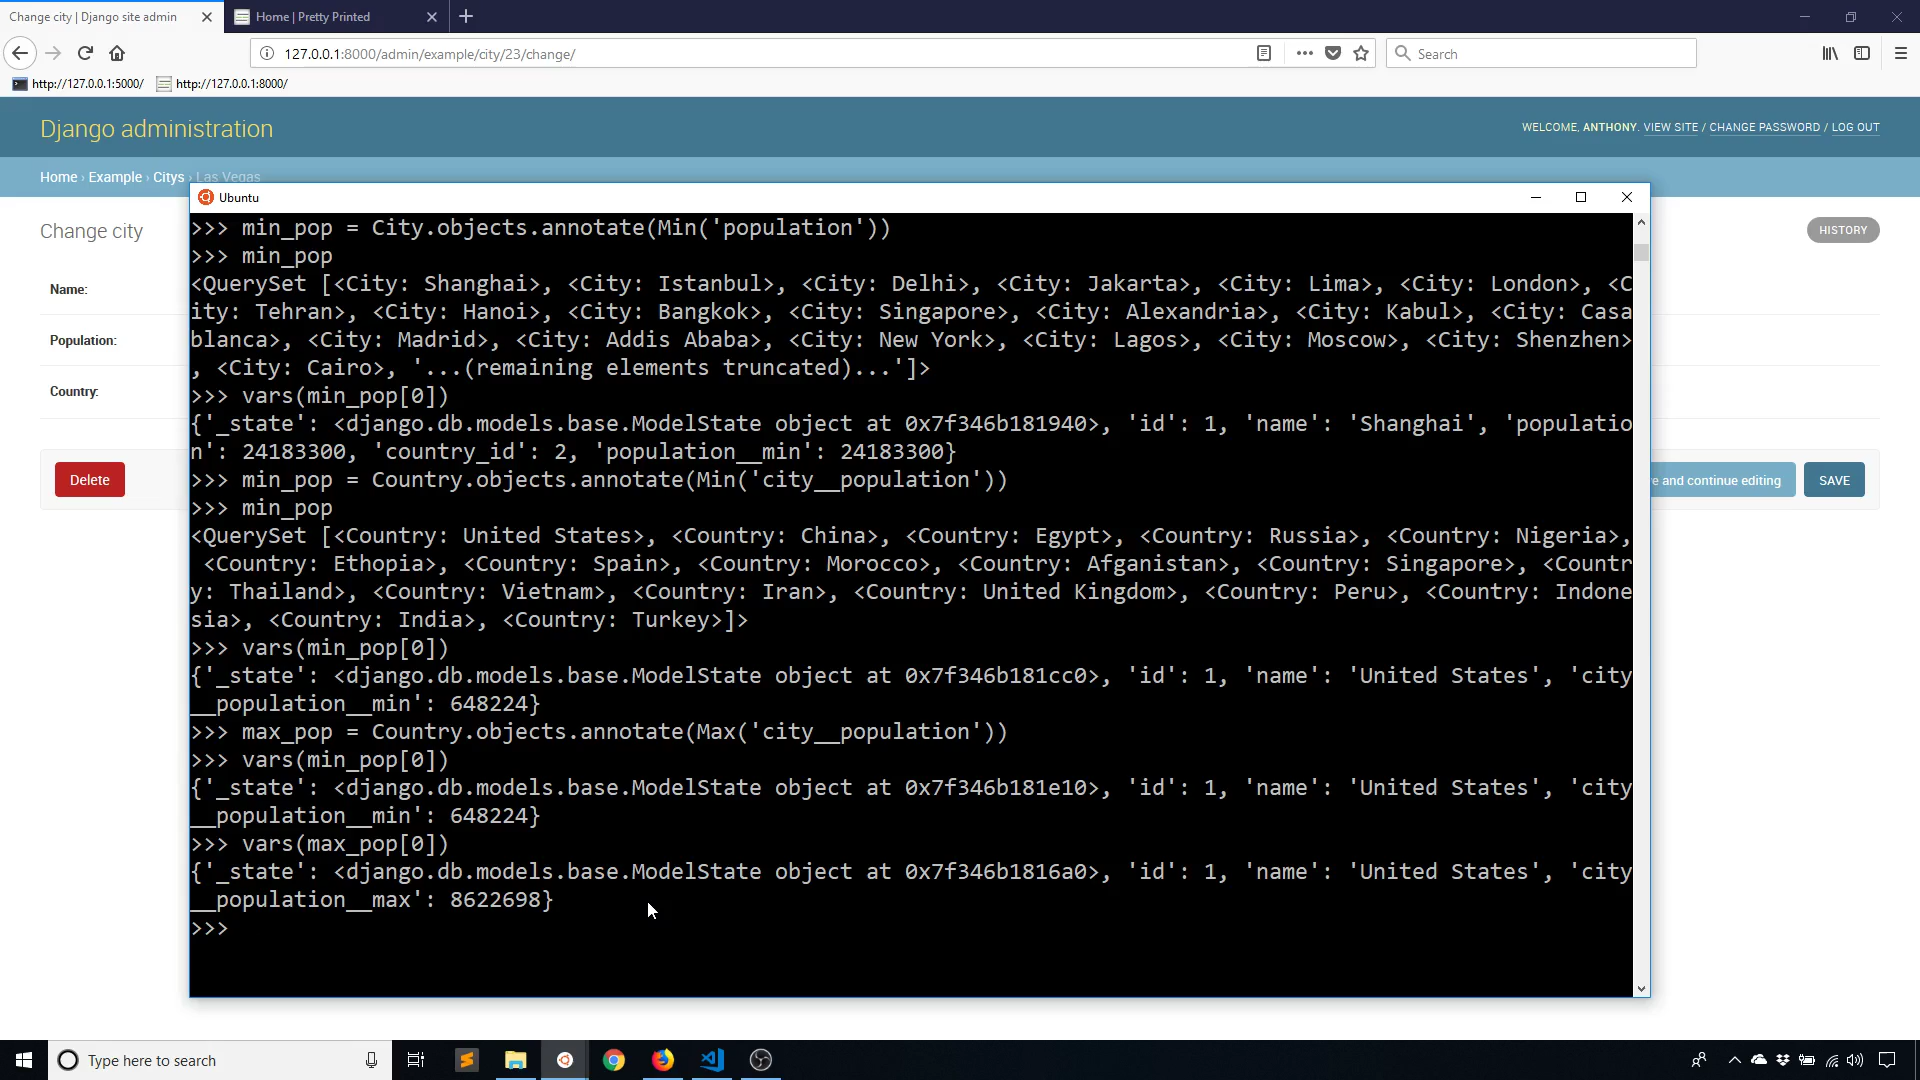 Change city | Django site admin
Home | Pretty Printed
127.0.0.1:8000/admin/example/city/23/change/
Search
http://127.0.0.1:5000/
http://127.0.0.1:8000/
Django administration
WELCOME, ANTHONY. VIEW SITE / CHANGE PASSWORD / LOG OUT
Home › Example › Citys › Las Vegas
Change city
HISTORY
Name:
Population:
Country:
Delete
e and continue editing
SAVE
Ubuntu
>>> min_pop = City.objects.annotate(Min('population'))
>>> min_pop
<QuerySet [<City: Shanghai>, <City: Istanbul>, <City: Delhi>, <City: Jakarta>, <City: Lima>, <City: London>, <C
ity: Tehran>, <City: Hanoi>, <City: Bangkok>, <City: Singapore>, <City: Alexandria>, <City: Kabul>, <City: Casa
blanca>, <City: Madrid>, <City: Addis Ababa>, <City: New York>, <City: Lagos>, <City: Moscow>, <City: Shenzhen>
, <City: Cairo>, '...(remaining elements truncated)...']>
>>> vars(min_pop[0])
{'_state': <django.db.models.base.ModelState object at 0x7f346b181940>, 'id': 1, 'name': 'Shanghai', 'populatio
n': 24183300, 'country_id': 2, 'population__min': 24183300}
>>> min_pop = Country.objects.annotate(Min('city__population'))
>>> min_pop
<QuerySet [<Country: United States>, <Country: China>, <Country: Egypt>, <Country: Russia>, <Country: Nigeria>,
 <Country: Ethopia>, <Country: Spain>, <Country: Morocco>, <Country: Afganistan>, <Country: Singapore>, <Countr
y: Thailand>, <Country: Vietnam>, <Country: Iran>, <Country: United Kingdom>, <Country: Peru>, <Country: Indone
sia>, <Country: India>, <Country: Turkey>]>
>>> vars(min_pop[0])
{'_state': <django.db.models.base.ModelState object at 0x7f346b181cc0>, 'id': 1, 'name': 'United States', 'city
__population__min': 648224}
>>> max_pop = Country.objects.annotate(Max('city__population'))
>>> vars(min_pop[0])
{'_state': <django.db.models.base.ModelState object at 0x7f346b181e10>, 'id': 1, 'name': 'United States', 'city
__population__min': 648224}
>>> vars(max_pop[0])
{'_state': <django.db.models.base.ModelState object at 0x7f346b1816a0>, 'id': 1, 'name': 'United States', 'city
__population__max': 8622698}
>>>
Type here to search